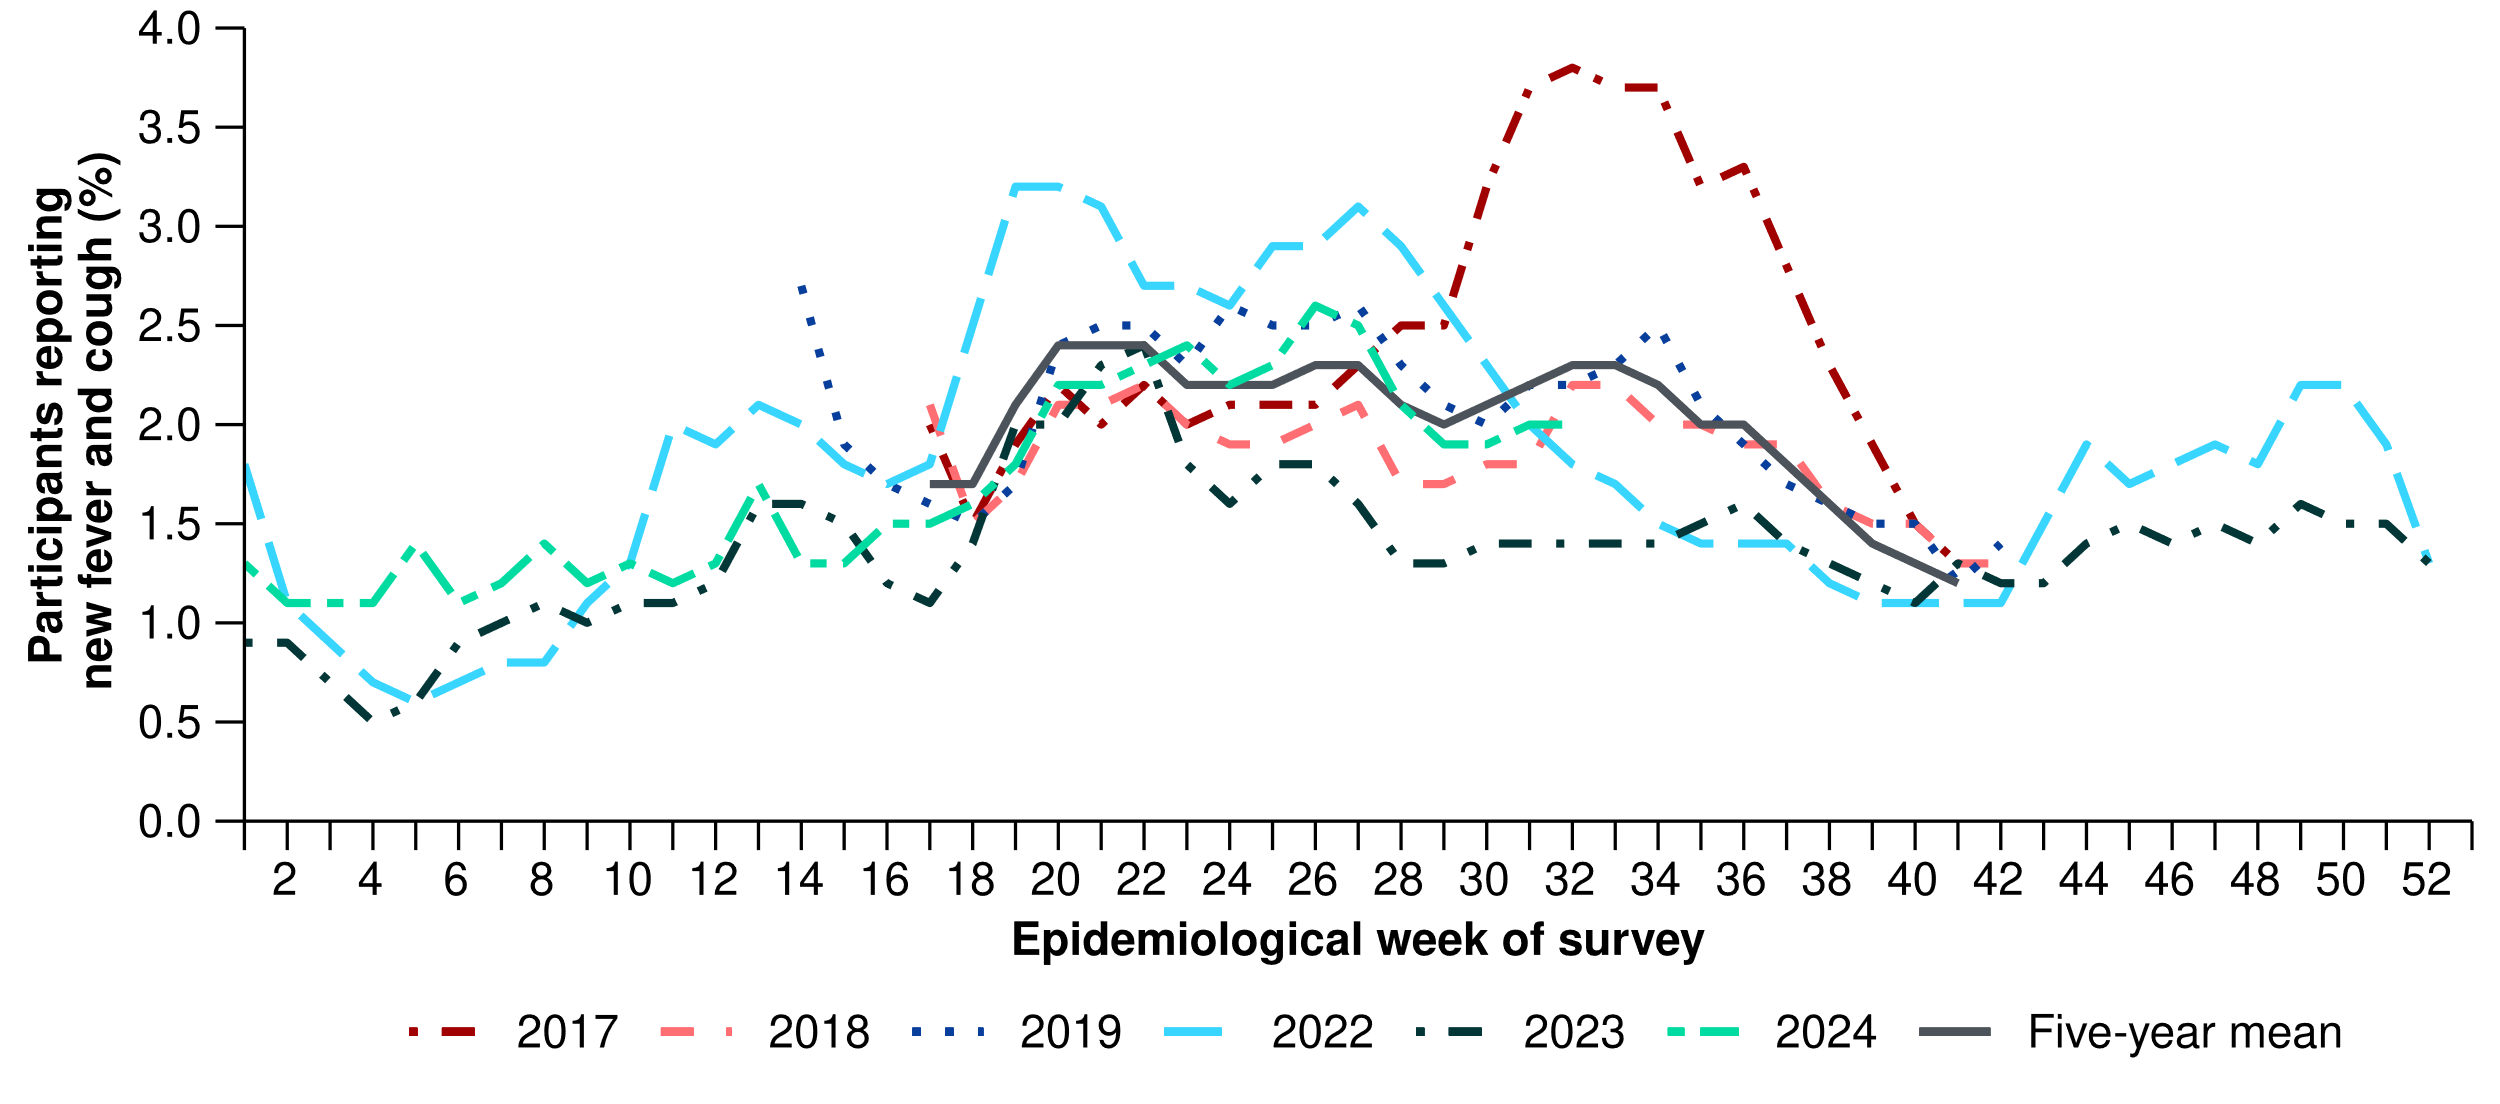 Participants reporting
new fever and cough (%)
4.0
3.5
3.0
2.5
2.0
1.5
1.0
0.5
0.0
2 4 6 8 10 12 14 16 18 20 22 24 26 28 30 32 34 36 38 40 42 44 46 48 50 52
Epidemiological week of survey
2017 2018 2019 2022 2023 2024 Five-year mean